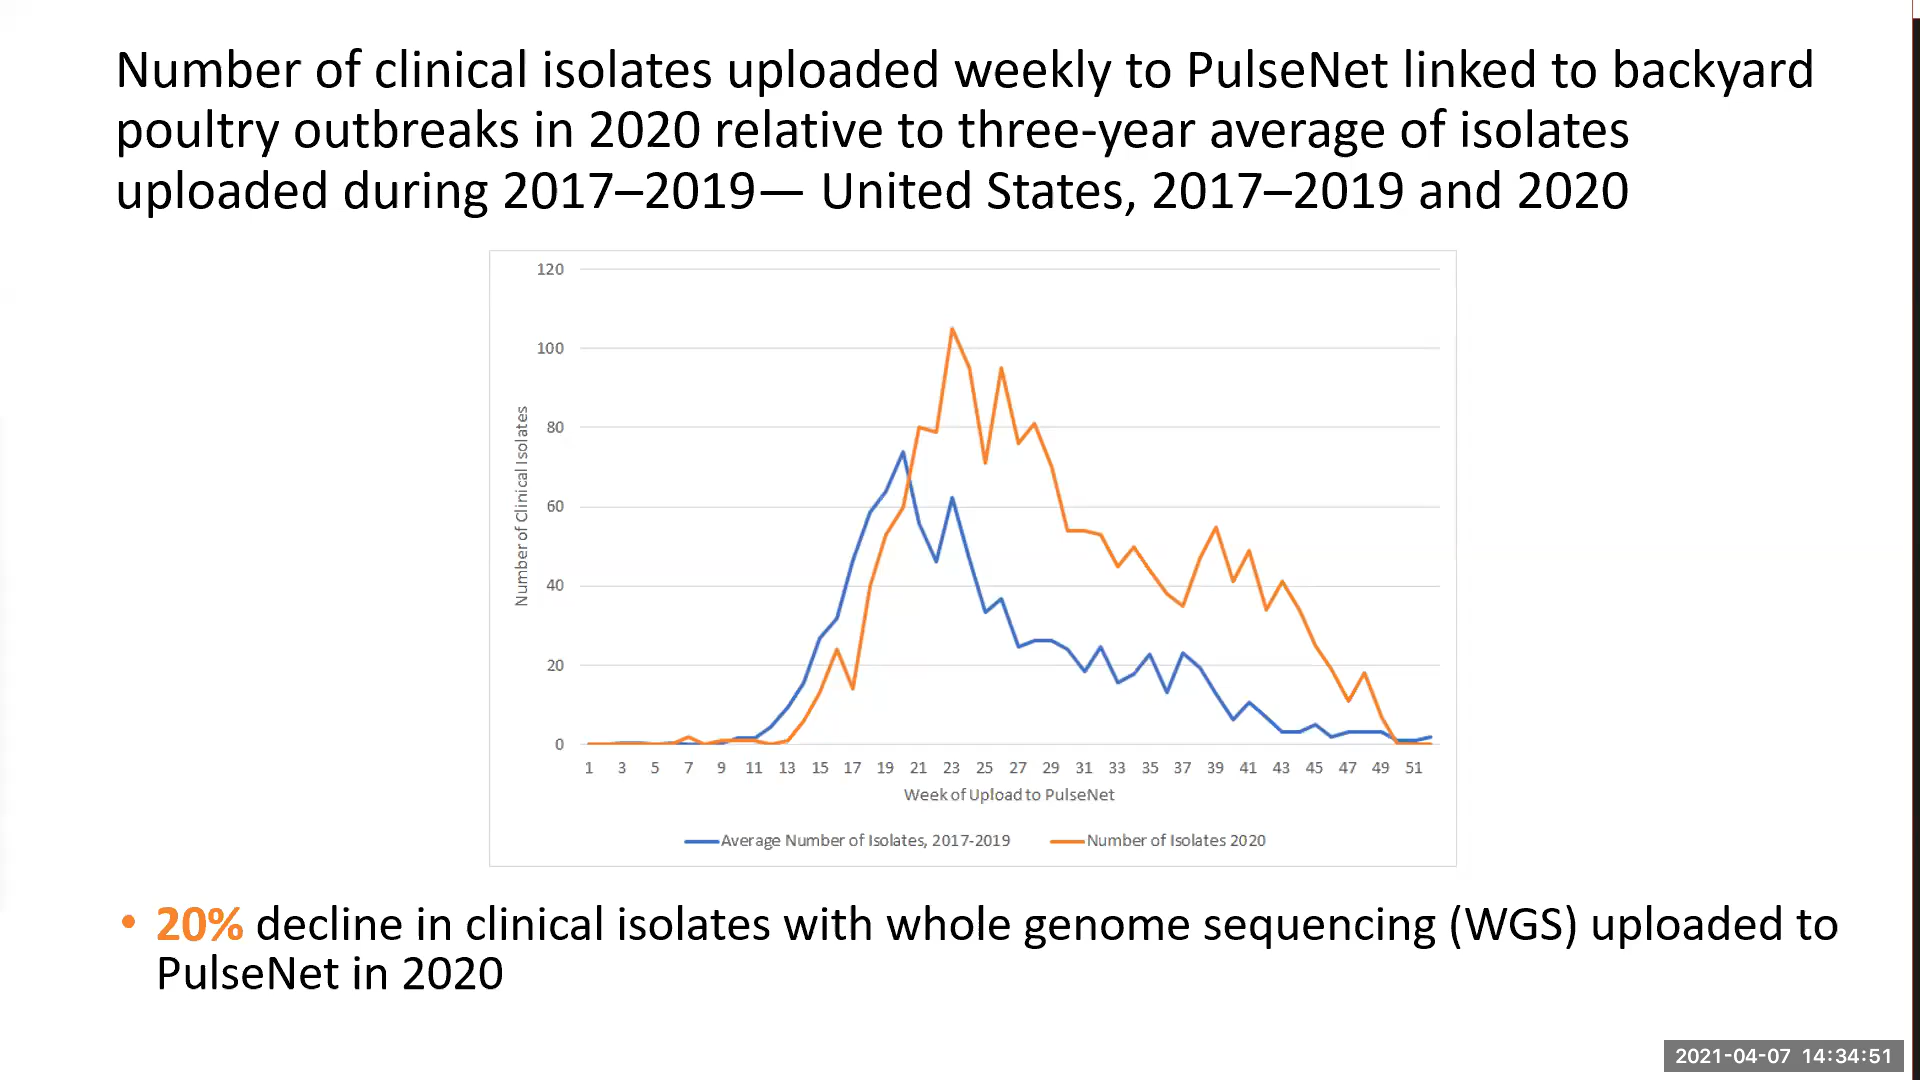 Number of clinical isolates uploaded weekly to PulseNet linked to backyard
poultry outbreaks in 2020 relative to three-year average of isolates
uploaded during 2017–2019— United States, 2017–2019 and 2020
120
100
80
60
40
20
0
Number of Clinical Isolates
1 3 5 7 9 11 13 15 17 19 21 23 25 27 29 31 33 35 37 39 41 43 45 47 49 51
Week of Upload to PulseNet
Average Number of Isolates, 2017-2019 Number of Isolates 2020
• 20% decline in clinical isolates with whole genome sequencing (WGS) uploaded to
PulseNet in 2020
2021-04-07 14:34:51